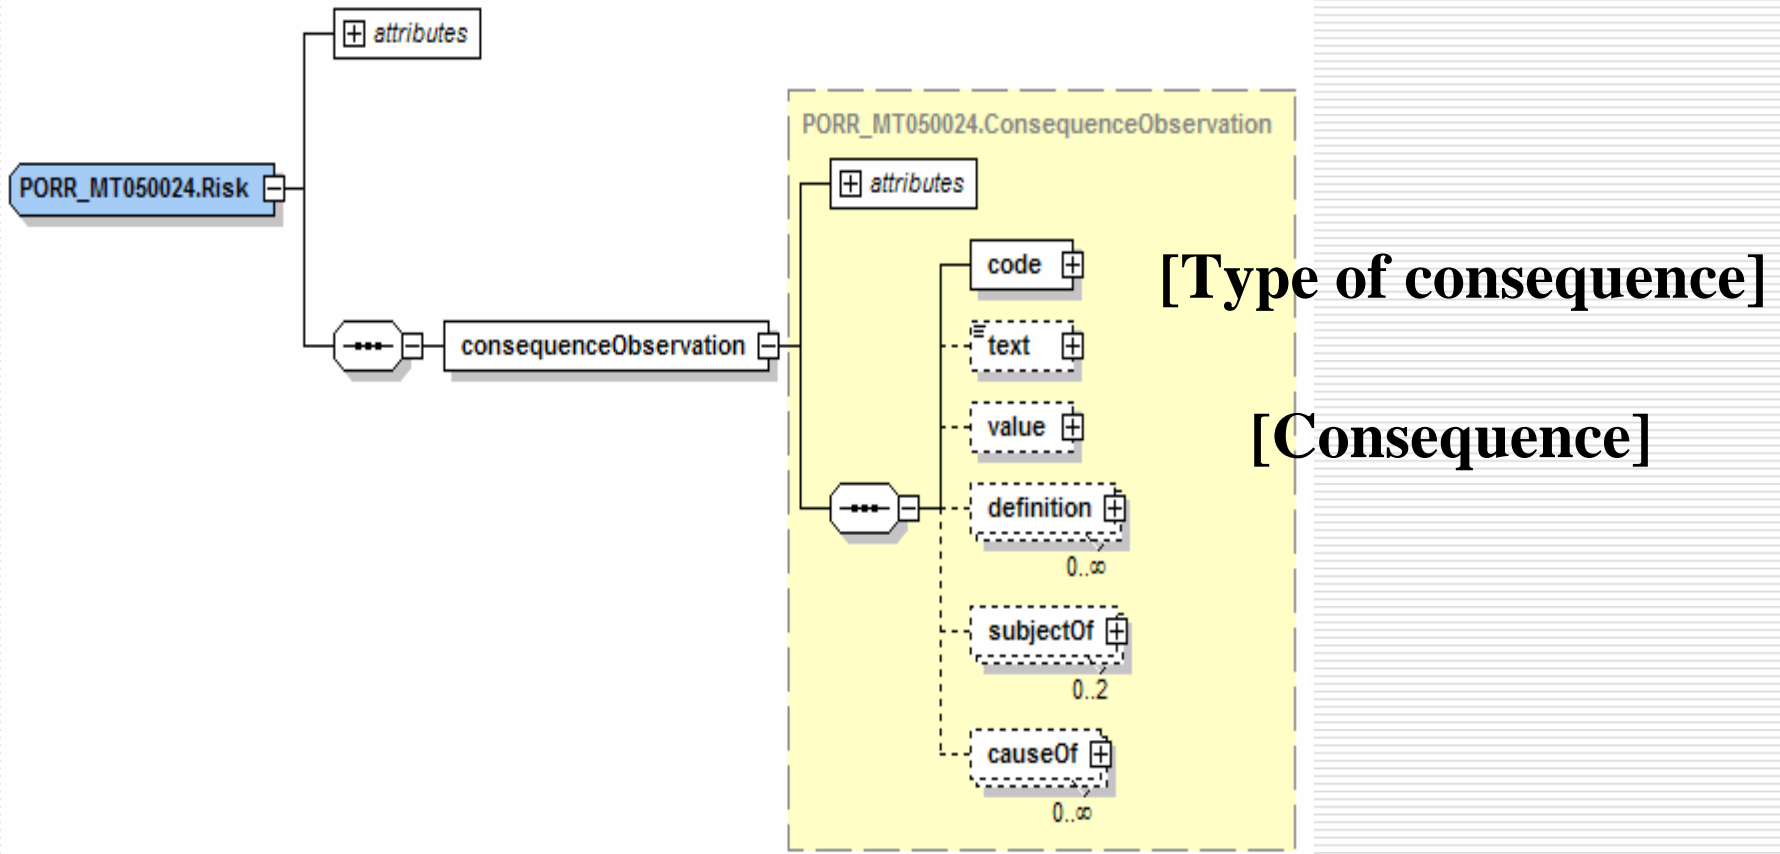 attributes
PORR_MT050024.ConsequenceObservation
PORR_MT050024.Risk
attributes
code
[Type of consequence]
consequenceObservation
text
value
[Consequence]
definition
0..∞
subjectOf
0..2
causeOf
0..∞